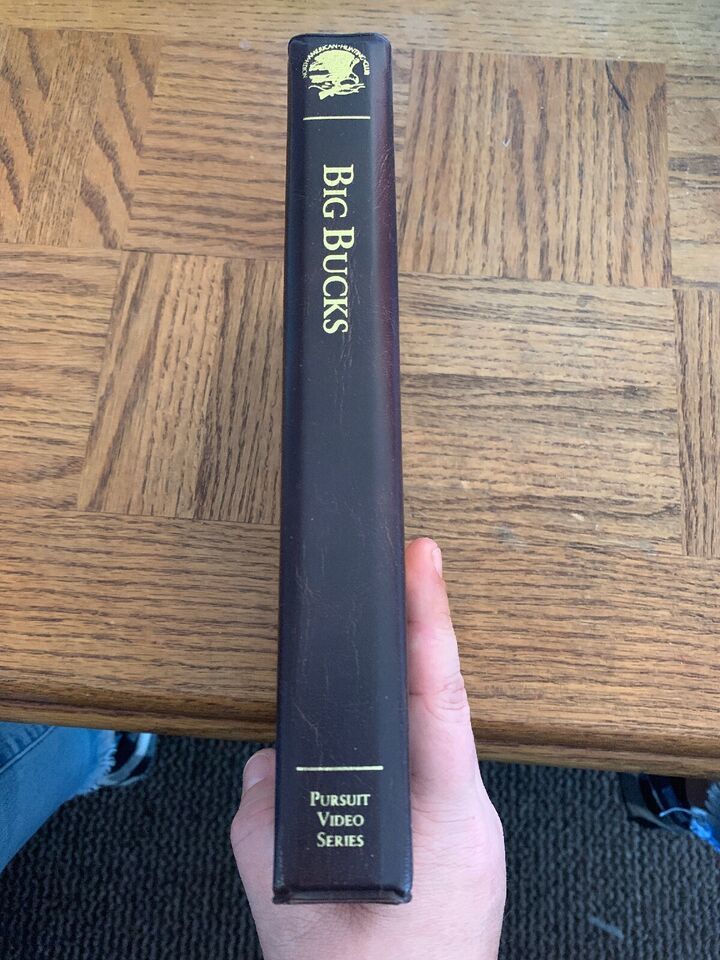 NORTH AMERICAN HUNTING CLUB
BIG BUCKS
PURSUIT
VIDEO
SERIES